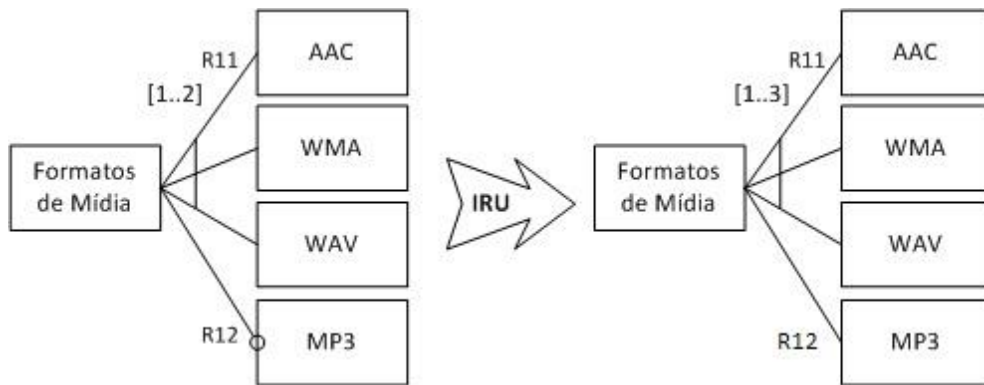 AAC
R11
[1..2]
WMA
Formatos
de Mídia
WAV
R12
MP3
IRU
AAC
R11
[1..3]
WMA
Formatos
de Mídia
WAV
R12
MP3